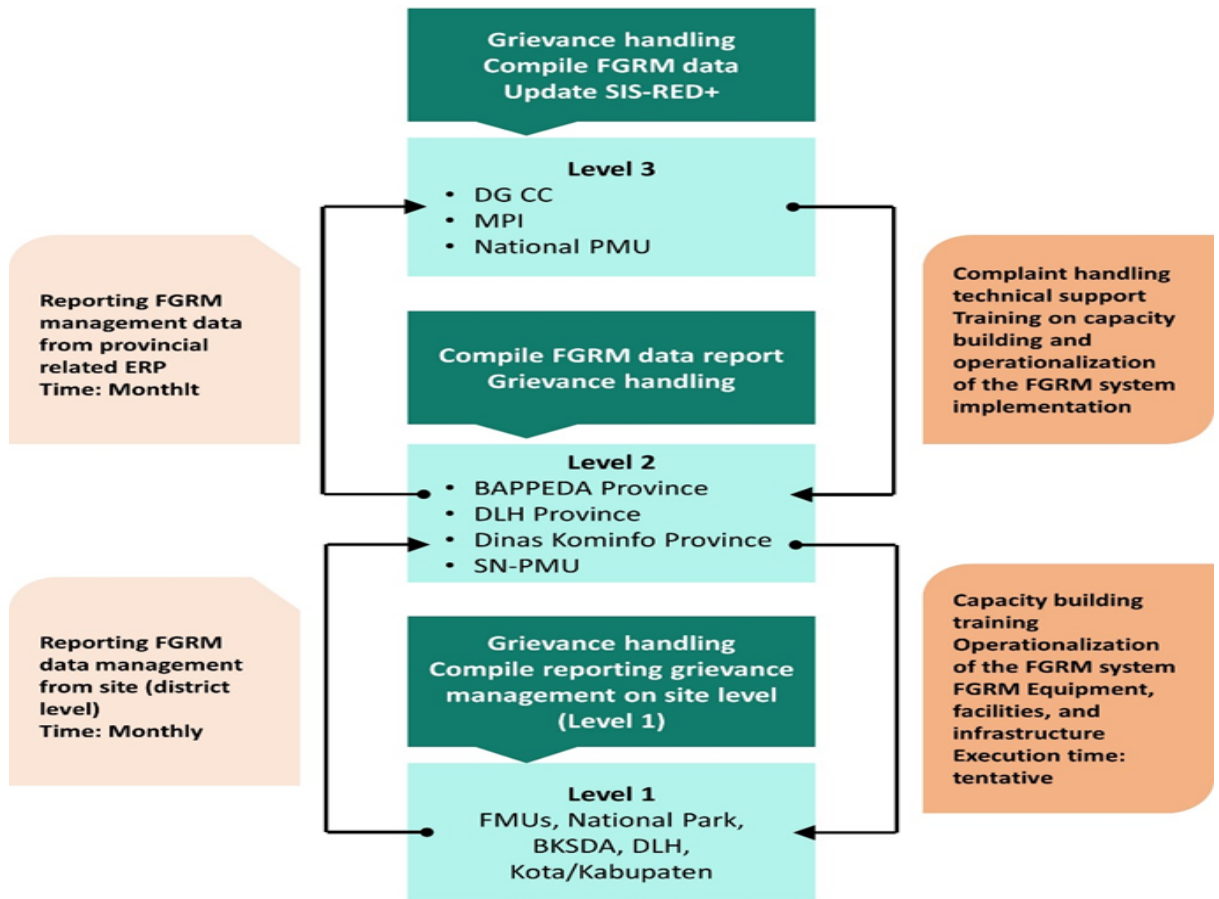 Grievance handling
Compile FGRM data
Update SIS-RED+
Level 3
• DG CC
• MPI
• National PMU
Reporting FGRM
management data
from provincial
related ERP
Time: Monthlt
Complaint handling
technical support
Training on capacity
building and
operationalization
of the FGRM system
implementation
Compile FGRM data report
Grievance handling
Level 2
• BAPPEDA Province
• DLH Province
• Dinas Kominfo Province
• SN-PMU
Reporting FGRM
data management
from site (district
level)
Time: Monthly
Capacity building
training
Operationalization
of the FGRM system
FGRM Equipment,
facilities, and
infrastructure
Execution time:
tentative
Grievance handling
Compile reporting grievance
management on site level
(Level 1)
Level 1
FMUs, National Park,
BKSDA, DLH,
Kota/Kabupaten